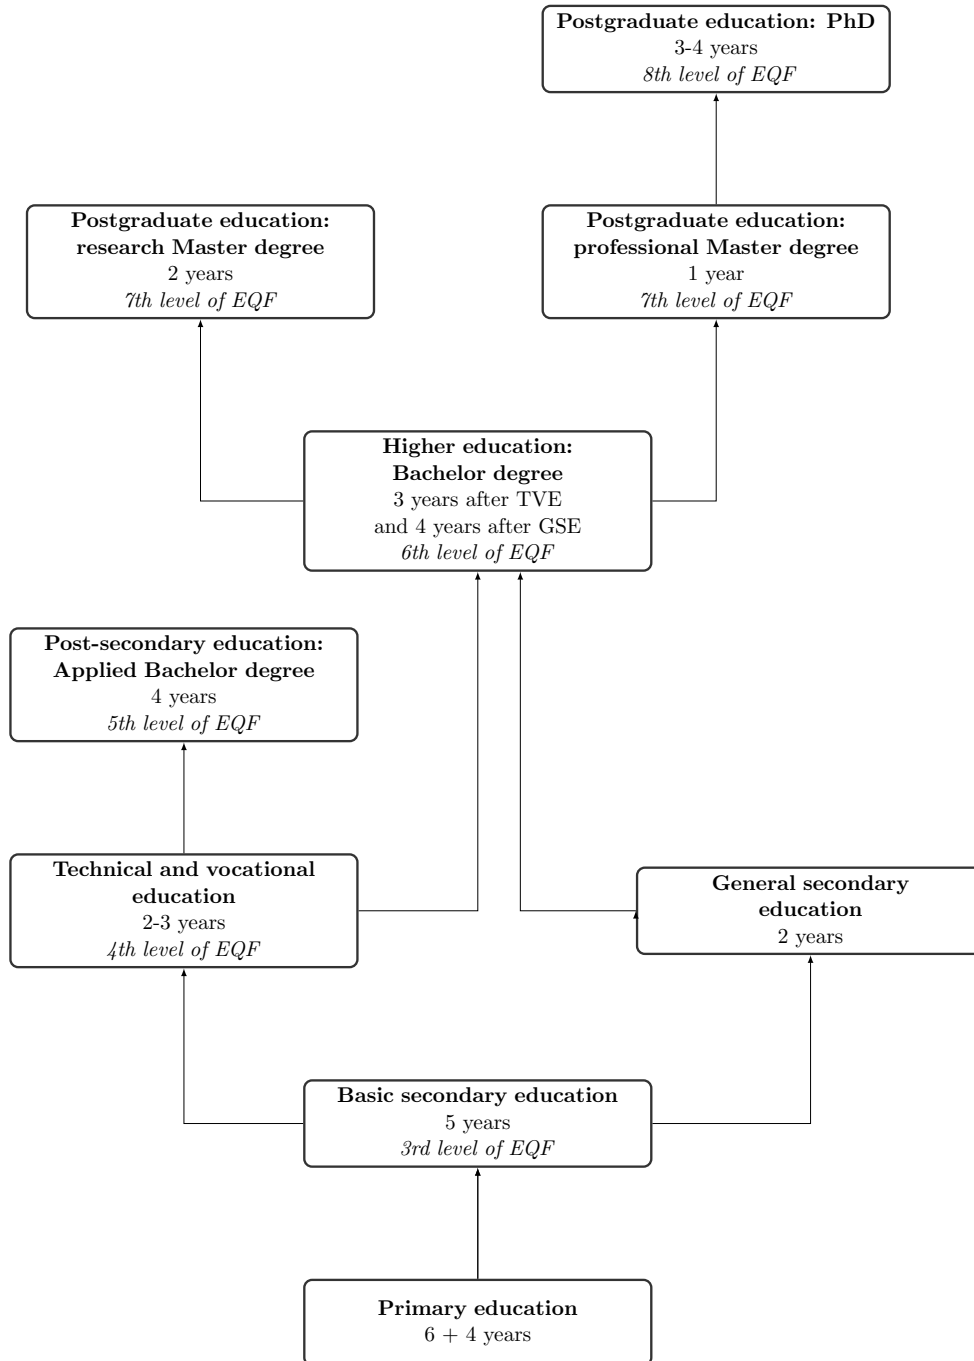 Postgraduate education: PhD
3-4 years
8th level of EQF
Postgraduate education:
research Master degree
2 years
7th level of EQF
Postgraduate education:
professional Master degree
1 year
7th level of EQF
Higher education:
Bachelor degree
3 years after TVE
and 4 years after GSE
6th level of EQF
Post-secondary education:
Applied Bachelor degree
4 years
5th level of EQF
Technical and vocational
education
2-3 years
4th level of EQF
General secondary
education
2 years
Basic secondary education
5 years
3rd level of EQF
Primary education
6 + 4 years